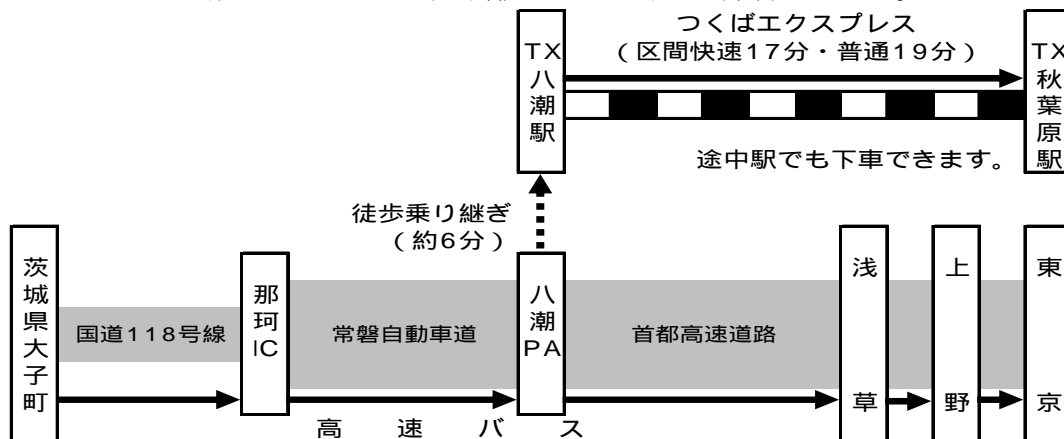 つくばエクスプレス
(区間快速17分・普通19分)
TX八潮駅
TX秋葉原駅
途中駅でも下車できます。
徒歩乗り継ぎ
(約6分)
茨城県大子町
国道118号線
那珂IC
常磐自動車道
八潮PA
首都高速道路
浅草
上野
東京
高速バス